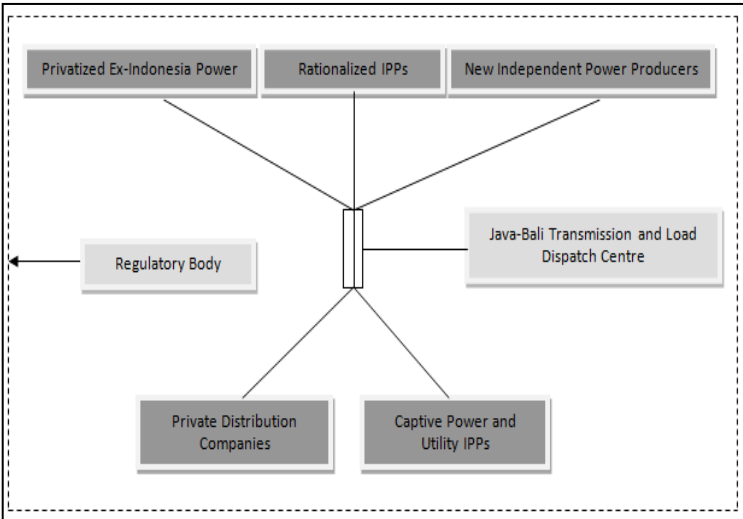 Privatized Ex-Indonesia Power
Rationalized IPPs
New Independent Power Producers
Java-Bali Transmission and Load
Dispatch Centre
Regulatory Body
Private Distribution
Companies
Captive Power and
Utility IPPs